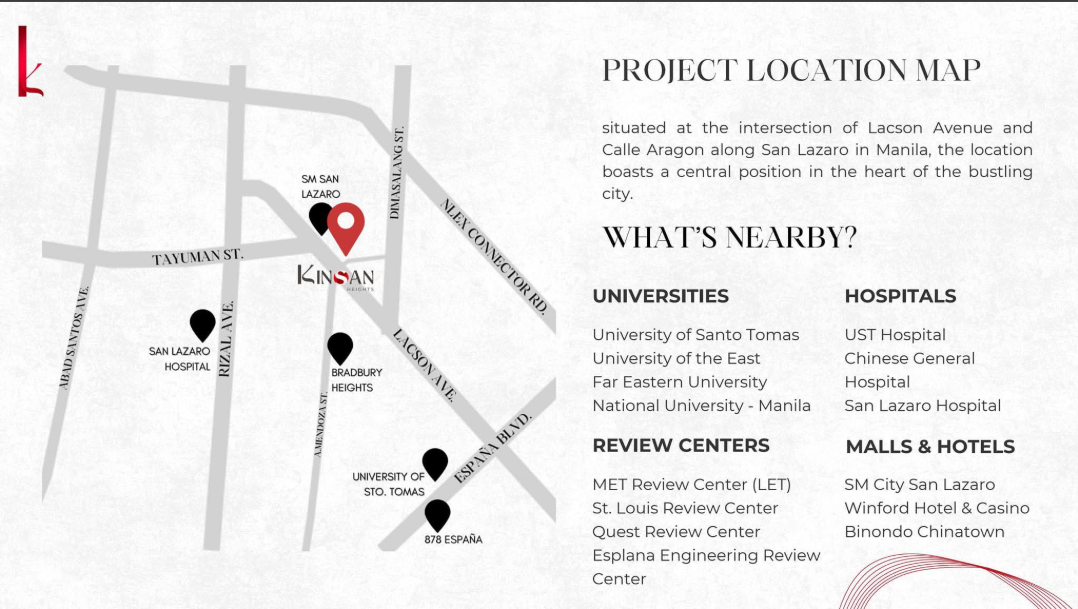 k
SM SAN
LAZARO
DIMASALANG ST.
NLEX CONNECTOR RD.
TAYUMAN ST.
KINSAN
HEIGHTS
ABAD SANTOS AVE.
RIZAL AVE.
SAN LAZARO
HOSPITAL
BRADBURY
HEIGHTS
LACSON AVE.
A.MENDOZA ST.
ESPAÑA BLVD.
UNIVERSITY OF
STO. TOMAS
878 ESPAÑA
PROJECT LOCATION MAP
situated at the intersection of Lacson Avenue and
Calle Aragon along San Lazaro in Manila, the location
boasts a central position in the heart of the bustling
city.
WHAT'S NEARBY?
UNIVERSITIES
University of Santo Tomas
University of the East
Far Eastern University
National University - Manila
HOSPITALS
UST Hospital
Chinese General
Hospital
San Lazaro Hospital
REVIEW CENTERS
MET Review Center (LET)
St. Louis Review Center
Quest Review Center
Esplana Engineering Review
Center
MALLS & HOTELS
SM City San Lazaro
Winford Hotel & Casino
Binondo Chinatown